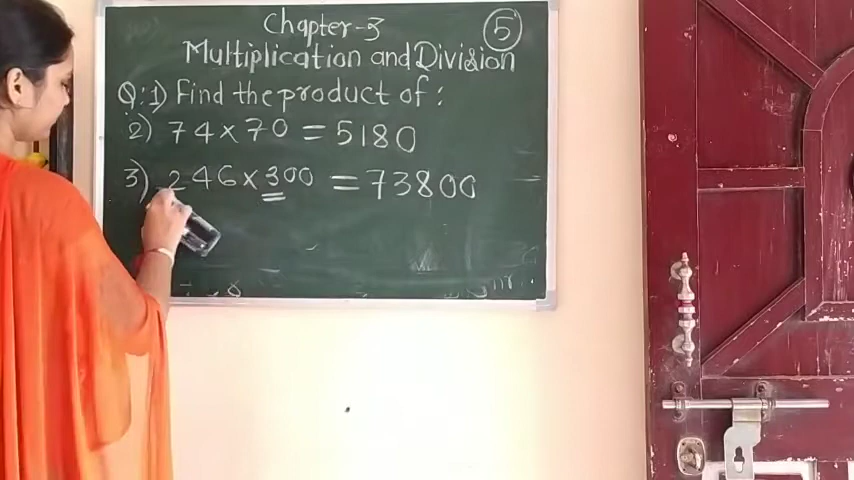 Chapter-3 5
Multiplication and Division
Q:1) Find the product of :
2) 74×70 = 5180
3) 246×300 = 73800